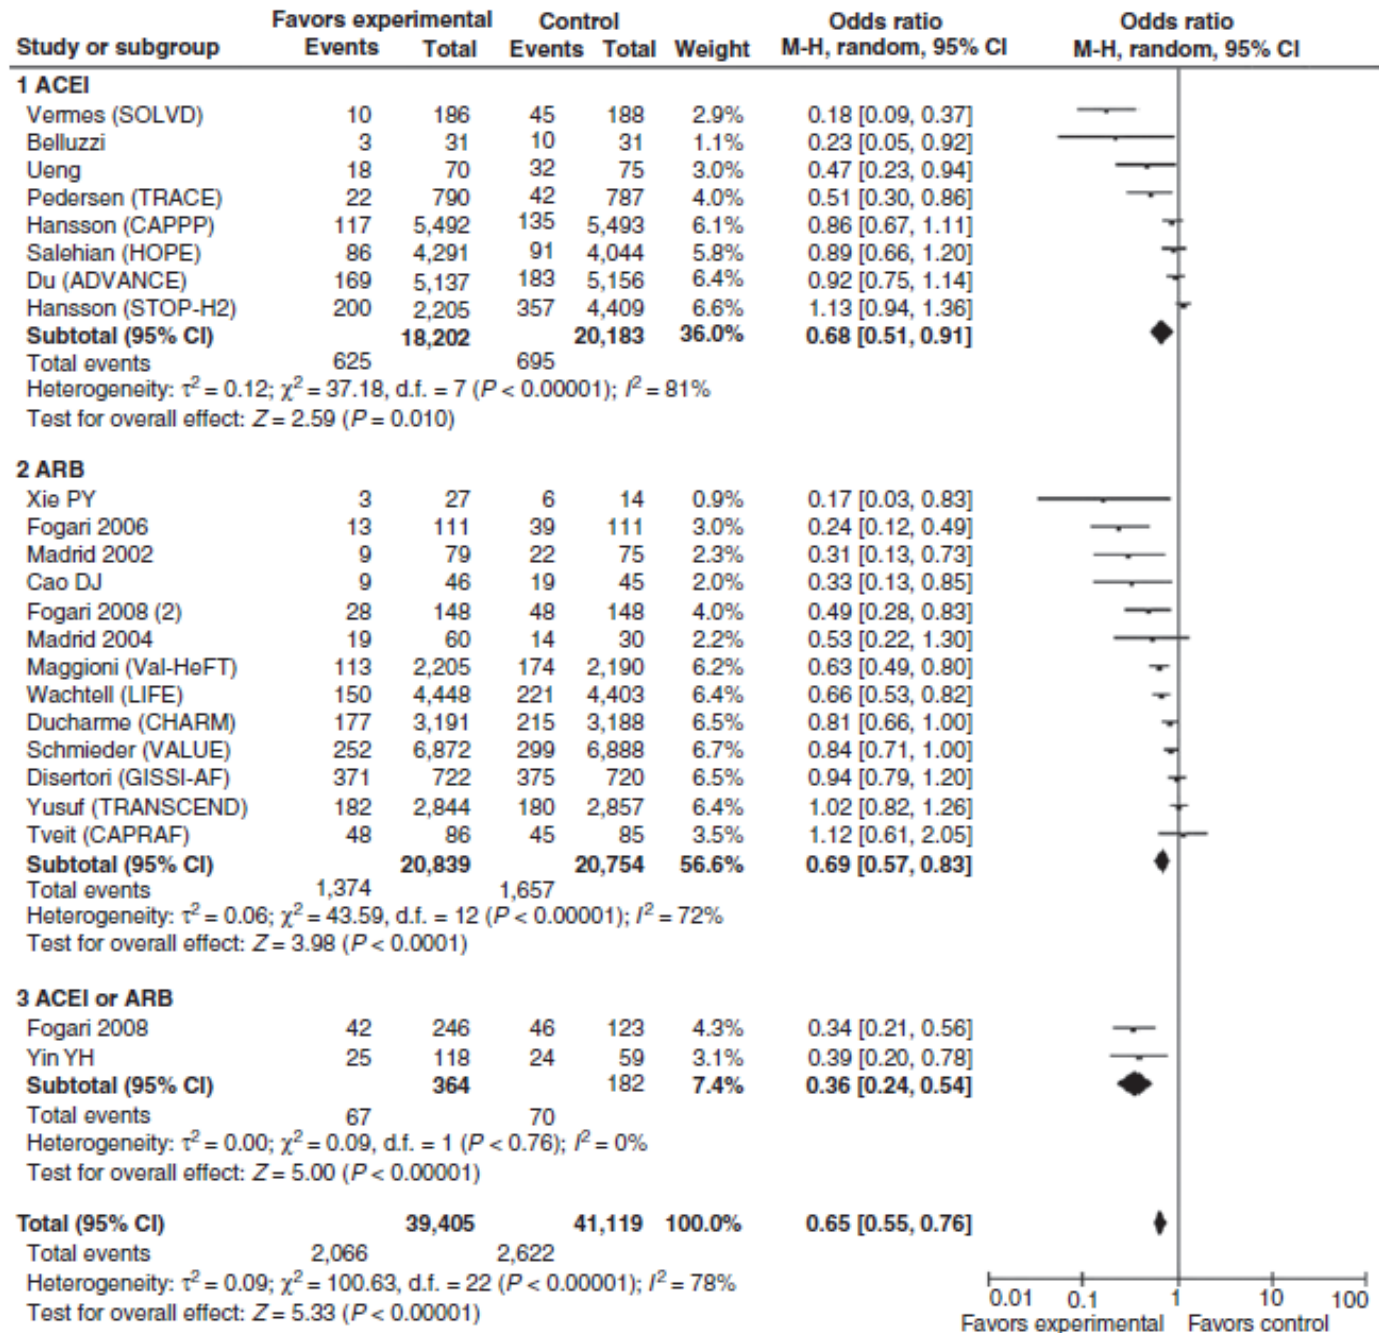 Favors experimental Control Odds ratio Odds ratio
Study or subgroup Events Total Events Total Weight M-H, random, 95% CI M-H, random, 95% CI
1 ACEI
Vermes (SOLVD) 10 186 45 188 2.9% 0.18 [0.09, 0.37]
Belluzzi 3 31 10 31 1.1% 0.23 [0.05, 0.92]
Ueng 18 70 32 75 3.0% 0.47 [0.23, 0.94]
Pedersen (TRACE) 22 790 42 787 4.0% 0.51 [0.30, 0.86]
Hansson (CAPPP) 117 5,492 135 5,493 6.1% 0.86 [0.67, 1.11]
Salehian (HOPE) 86 4,291 91 4,044 5.8% 0.89 [0.66, 1.20]
Du (ADVANCE) 169 5,137 183 5,156 6.4% 0.92 [0.75, 1.14]
Hansson (STOP-H2) 200 2,205 357 4,409 6.6% 1.13 [0.94, 1.36]
Subtotal (95% CI) 18,202 20,183 36.0% 0.68 [0.51, 0.91]
Total events 625 695
Heterogeneity: τ² = 0.12; χ² = 37.18, d.f. = 7 (P < 0.00001); I² = 81%
Test for overall effect: Z = 2.59 (P = 0.010)
2 ARB
Xie PY 3 27 6 14 0.9% 0.17 [0.03, 0.83]
Fogari 2006 13 111 39 111 3.0% 0.24 [0.12, 0.49]
Madrid 2002 9 79 22 75 2.3% 0.31 [0.13, 0.73]
Cao DJ 9 46 19 45 2.0% 0.33 [0.13, 0.85]
Fogari 2008 (2) 28 148 48 148 4.0% 0.49 [0.28, 0.83]
Madrid 2004 19 60 14 30 2.2% 0.53 [0.22, 1.30]
Maggioni (Val-HeFT) 113 2,205 174 2,190 6.2% 0.63 [0.49, 0.80]
Wachtell (LIFE) 150 4,448 221 4,403 6.4% 0.66 [0.53, 0.82]
Ducharme (CHARM) 177 3,191 215 3,188 6.5% 0.81 [0.66, 1.00]
Schmieder (VALUE) 252 6,872 299 6,888 6.7% 0.84 [0.71, 1.00]
Disertori (GISSI-AF) 371 722 375 720 6.5% 0.94 [0.79, 1.20]
Yusuf (TRANSCEND) 182 2,844 180 2,857 6.4% 1.02 [0.82, 1.26]
Tveit (CAPRAF) 48 86 45 85 3.5% 1.12 [0.61, 2.05]
Subtotal (95% CI) 20,839 20,754 56.6% 0.69 [0.57, 0.83]
Total events 1,374 1,657
Heterogeneity: τ² = 0.06; χ² = 43.59, d.f. = 12 (P < 0.00001); I² = 72%
Test for overall effect: Z = 3.98 (P < 0.0001)
3 ACEI or ARB
Fogari 2008 42 246 46 123 4.3% 0.34 [0.21, 0.56]
Yin YH 25 118 24 59 3.1% 0.39 [0.20, 0.78]
Subtotal (95% CI) 364 182 7.4% 0.36 [0.24, 0.54]
Total events 67 70
Heterogeneity: τ² = 0.00; χ² = 0.09, d.f. = 1 (P < 0.76); I² = 0%
Test for overall effect: Z = 5.00 (P < 0.00001)
Total (95% CI) 39,405 41,119 100.0% 0.65 [0.55, 0.76]
Total events 2,066 2,622
Heterogeneity: τ² = 0.09; χ² = 100.63, d.f. = 22 (P < 0.00001); I² = 78%
Test for overall effect: Z = 5.33 (P < 0.00001)
0.01 0.1 1 10 100
Favors experimental Favors control